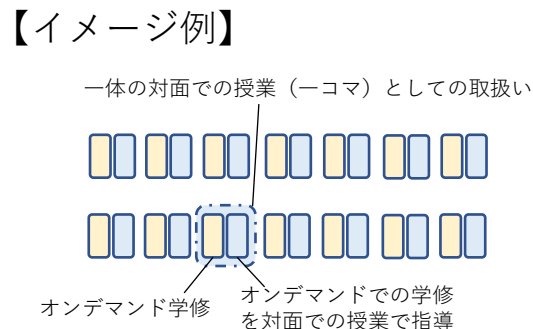 【イメージ例】
一体の対面での授業（一コマ）としての取扱い
オンデマンド学修
オンデマンドでの学修
を対面での授業で指導